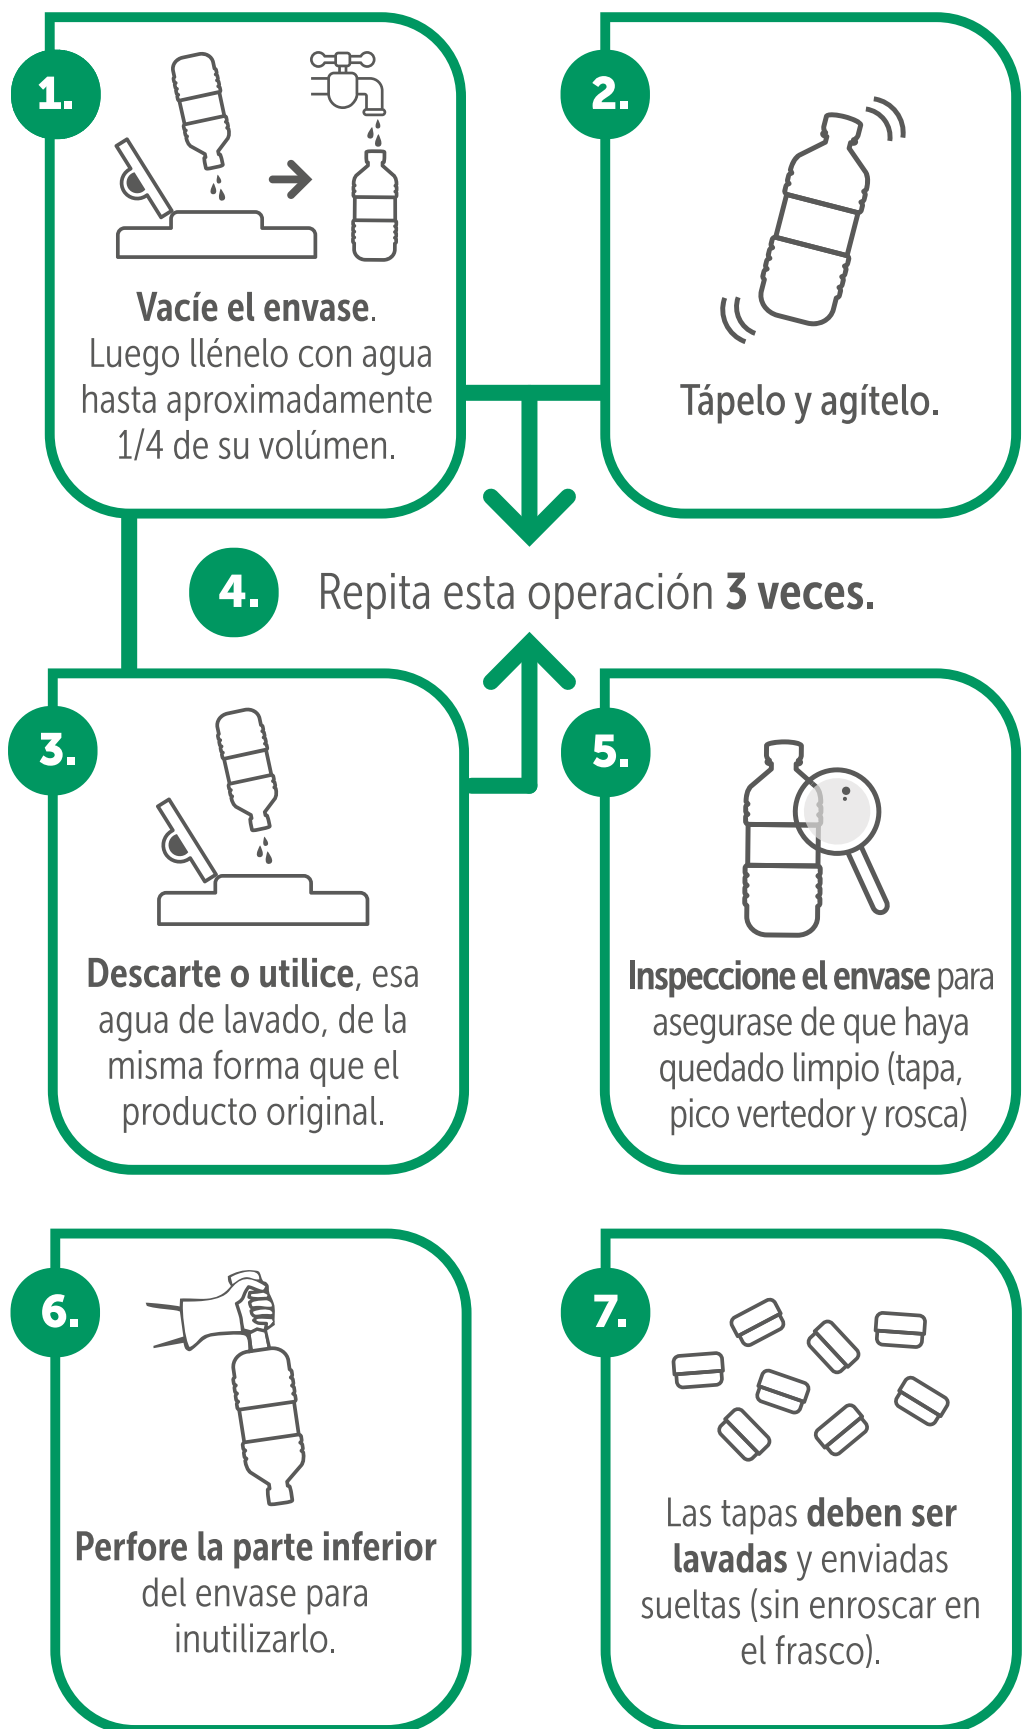 1.
Vacíe el envase.
Luego llénelo con agua
hasta aproximadamente
1/4 de su volúmen.
2.
Tápelo y agítelo.
4.
Repita esta operación 3 veces.
3.
Descarte o utilice, esa
agua de lavado, de la
misma forma que el
producto original.
5.
Inspeccione el envase para
asegurase de que haya
quedado limpio (tapa,
pico vertedor y rosca)
6.
Perfore la parte inferior
del envase para
inutilizarlo.
7.
Las tapas deben ser
lavadas y enviadas
sueltas (sin enroscar en
el frasco).